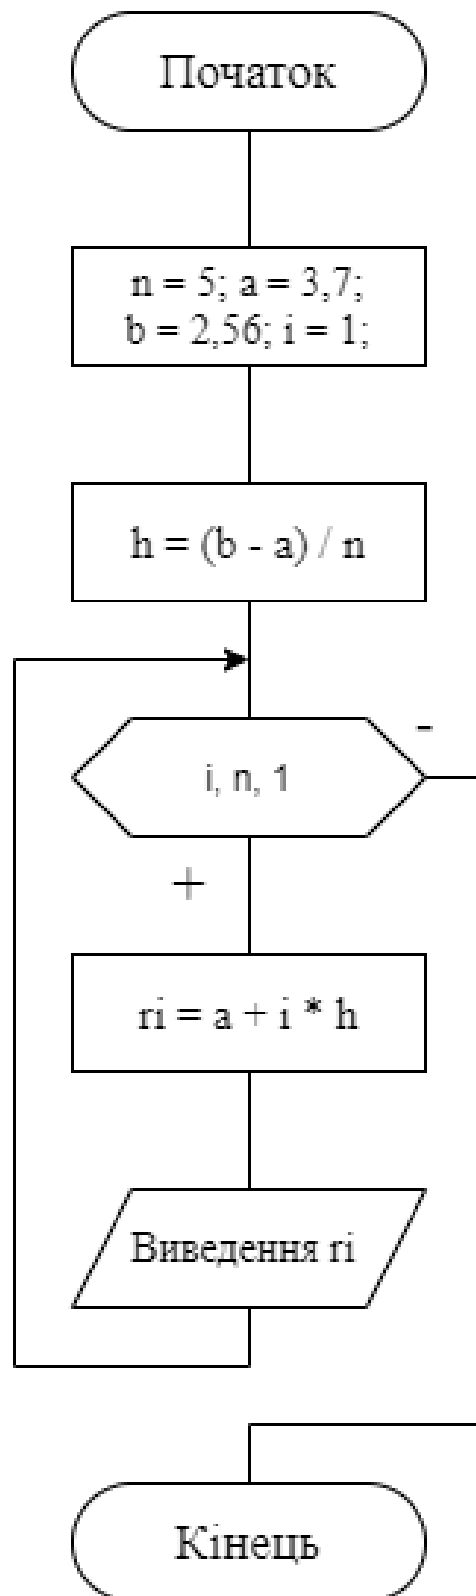 Початок
n = 5; a = 3,7;
b = 2,56; i = 1;
h = (b - a) / n
-
i, n, 1
+
ri = a + i * h
Виведення ri
Кінець